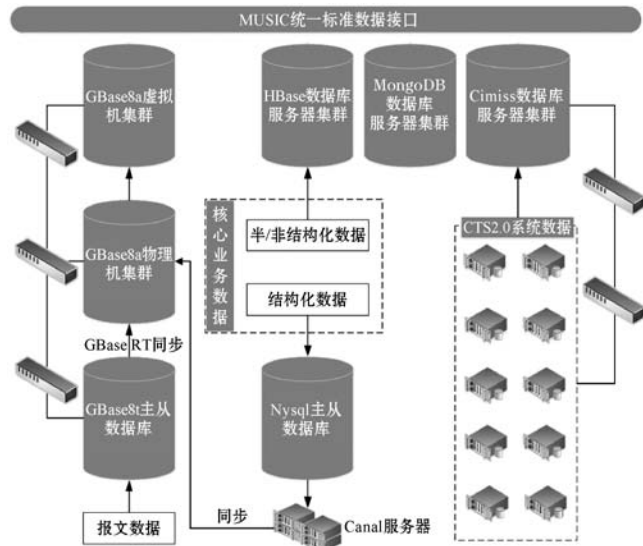 MUSIC统一标准数据接口
GBase8a虚拟
机集群
HBase数据库
服务器集群
MongoDB
数据库
服务器集群
Cimiss数据库
服务器集群
GBase8a物理
机集群
核心业务数据
半/非结构化数据
结构化数据
CTS2.0系统数据
GBase RT同步
GBase8t主从
数据库
Nysql主从
数据库
报文数据
同步
Canal服务器